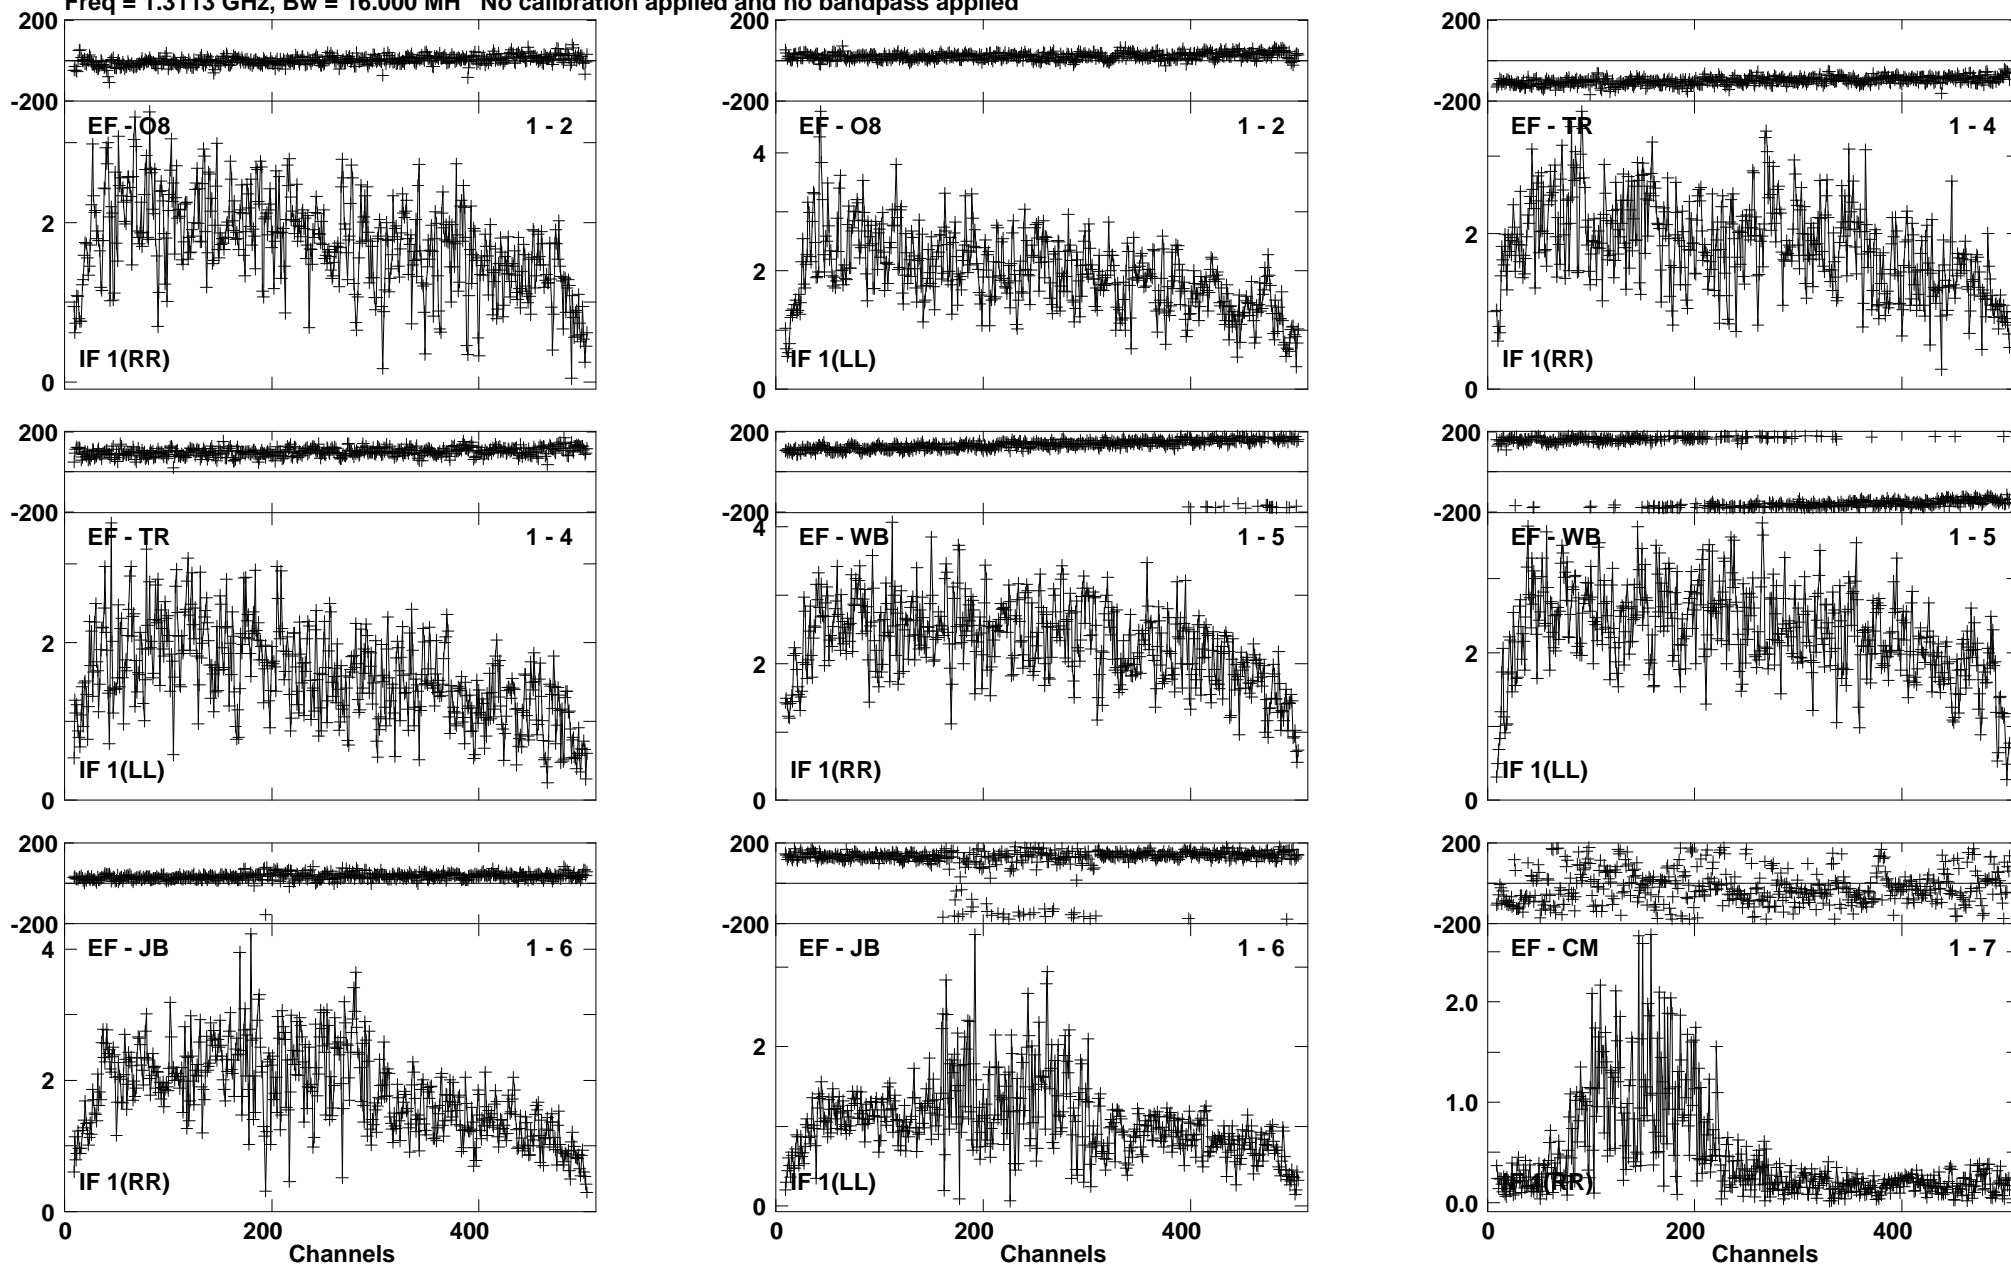 Freq = 1.3113 GHz, Bw = 16.000 MH No calibration applied and no bandpass applied
200
-200
EF - O8
1 - 2
2
0
IF 1(RR)
EF - O8
1 - 2
4
2
0
IF 1(LL)
200
-200
EF - TR
1 - 4
2
0
IF 1(RR)
200
-200
EF - TR
1 - 4
2
0
IF 1(LL)
200
-200
4
EF - WB
1 - 5
2
0
IF 1(RR)
200
-200
EF - WB
1 - 5
2
0
IF 1(LL)
200
-200
EF - JB
1 - 6
4
2
0
IF 1(RR)
0
200
400
Channels
200
-200
EF - JB
1 - 6
2
0
IF 1(LL)
0
200
400
200
-200
EF - CM
1 - 7
2.0
1.0
0.0
IF 1(RR)
0
200
400
Channels